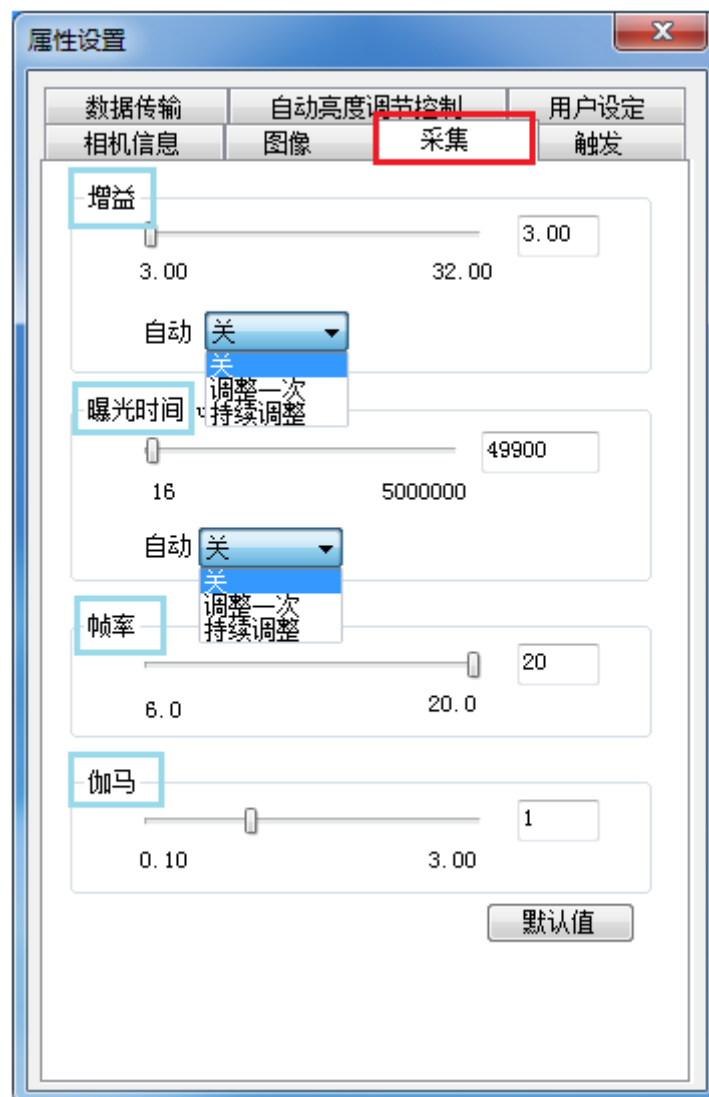 属性设置
数据传输 自动亮度调节控制 用户设定
相机信息 图像 采集 触发
增益
3.00
3.00 32.00
自动 关
关
调整一次
持续调整
曝光时间
49900
16 5000000
自动 关
关
调整一次
持续调整
帧率
20
6.0 20.0
伽马
1
0.10 3.00
默认值